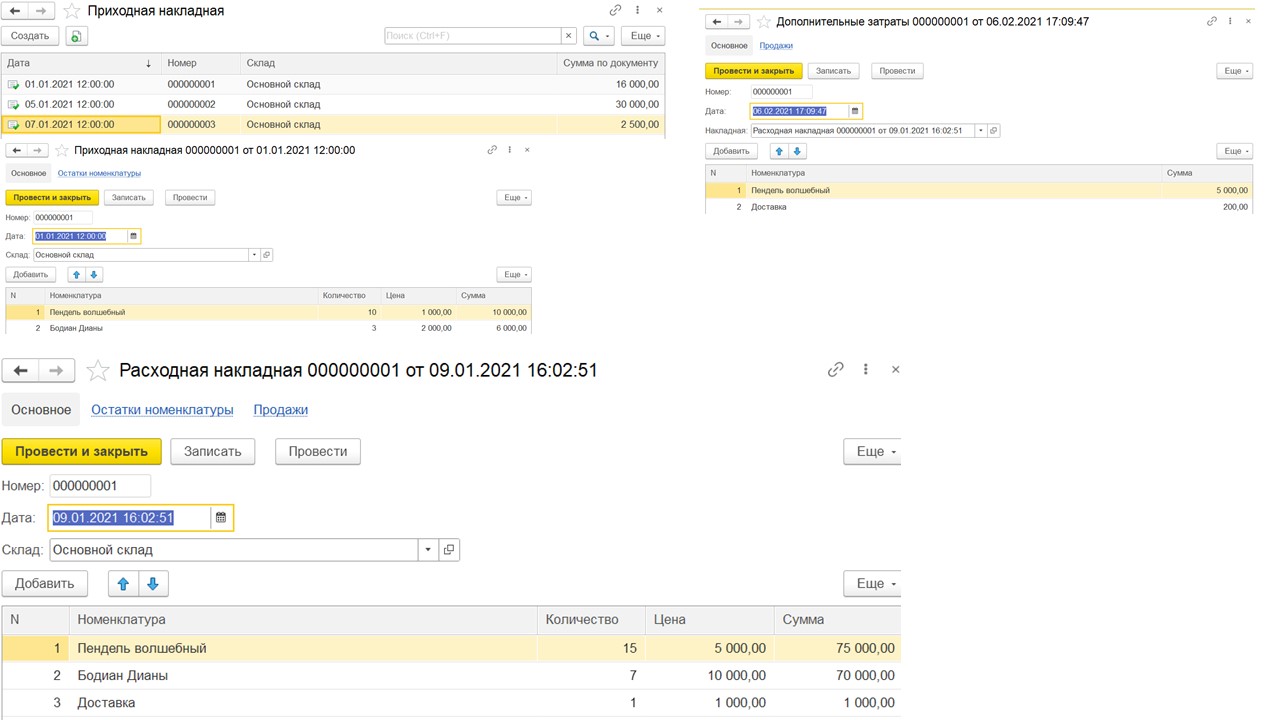 Приходная накладная
Создать
Поиск (Ctrl+F)
Еще
Дата Номер Склад Сумма по документу
01.01.2021 12:00:00 000000001 Основной склад 16 000,00
05.01.2021 12:00:00 000000002 Основной склад 30 000,00
07.01.2021 12:00:00 000000003 Основной склад 2 500,00
Приходная накладная 000000001 от 01.01.2021 12:00:00
Основное Остатки номенклатуры
Провести и закрыть Записать Провести Еще
Номер: 000000001
Дата: 01.01.2021 12:00:00
Склад: Основной склад
Добавить Еще
N Номенклатура Количество Цена Сумма
1 Пендель волшебный 10 1 000,00 10 000,00
2 Бодиан Дианы 3 2 000,00 6 000,00
Дополнительные затраты 000000001 от 06.02.2021 17:09:47
Основное Продажи
Провести и закрыть Записать Провести Еще
Номер: 000000001
Дата: 06.02.2021 17:09:47
Накладная: Расходная накладная 000000001 от 09.01.2021 16:02:51
Добавить Еще
N Номенклатура Сумма
1 Пендель волшебный 5 000,00
2 Доставка 200,00
Расходная накладная 000000001 от 09.01.2021 16:02:51
Основное Остатки номенклатуры Продажи
Провести и закрыть Записать Провести Еще
Номер: 000000001
Дата: 09.01.2021 16:02:51
Склад: Основной склад
Добавить Еще
N Номенклатура Количество Цена Сумма
1 Пендель волшебный 15 5 000,00 75 000,00
2 Бодиан Дианы 7 10 000,00 70 000,00
3 Доставка 1 1 000,00 1 000,00